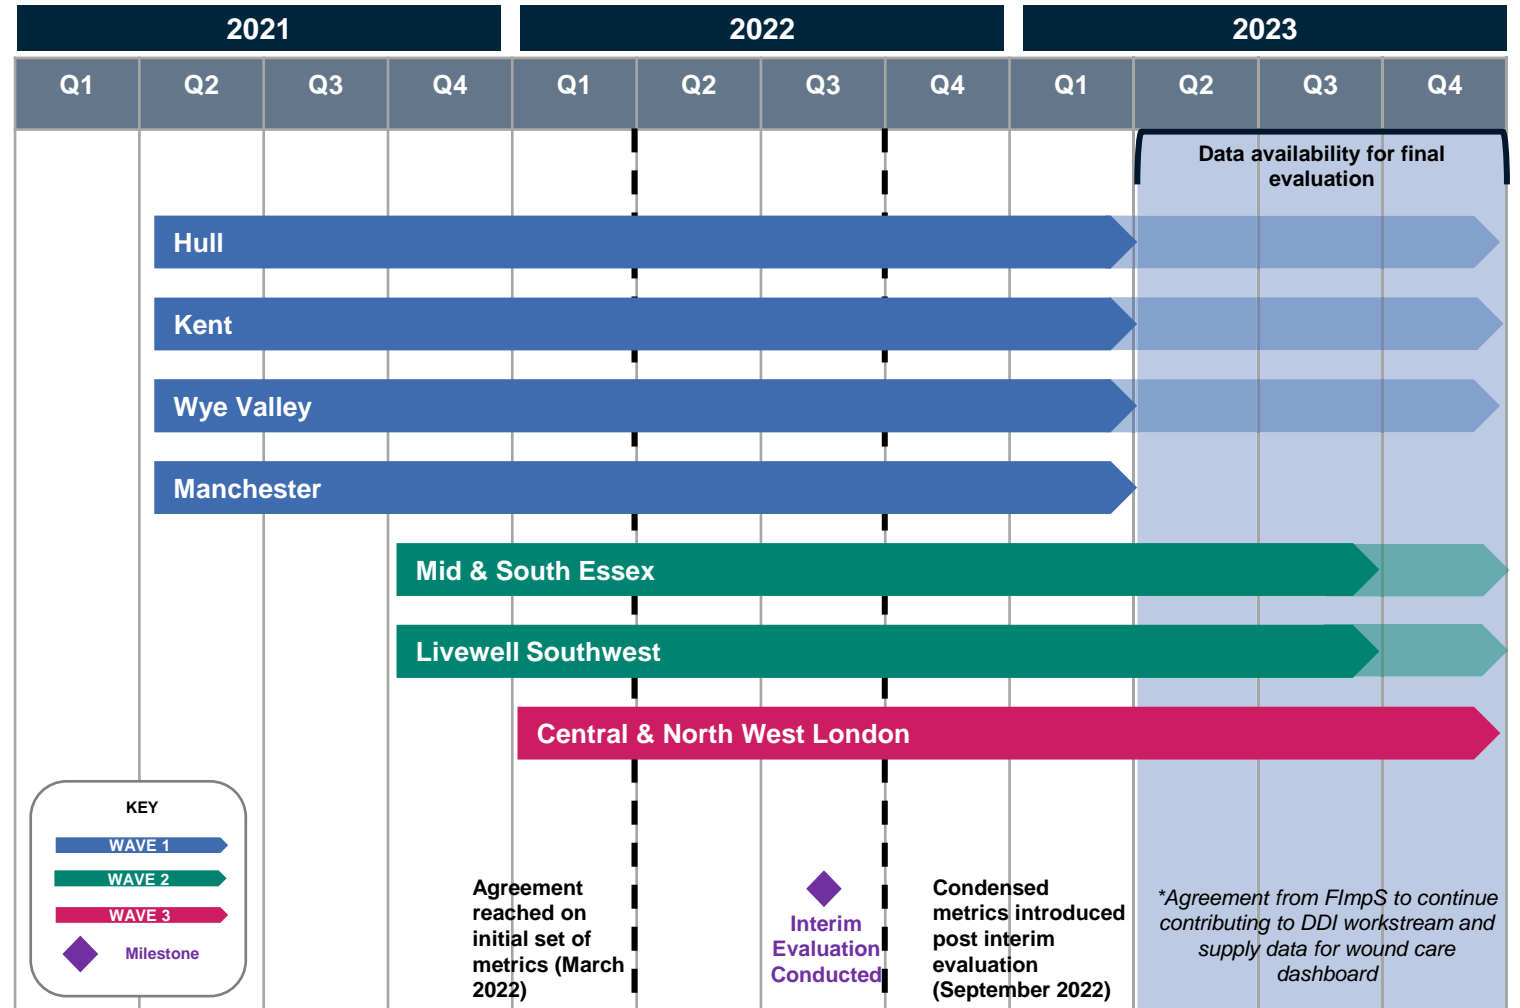 2021 2022 2023
Q1 Q2 Q3 Q4 Q1 Q2 Q3 Q4 Q1 Q2 Q3 Q4
Data availability for final
evaluation
Hull
Kent
Wye Valley
Manchester
Mid & South Essex
Livewell Southwest
Central & North West London
KEY
WAVE 1
WAVE 2
WAVE 3
Milestone
Agreement
reached on
initial set of
metrics (March
2022)
Interim
Evaluation
Conducted
Condensed
metrics introduced
post interim
evaluation
(September 2022)
*Agreement from FImpS to continue
contributing to DDI workstream and
supply data for wound care
dashboard